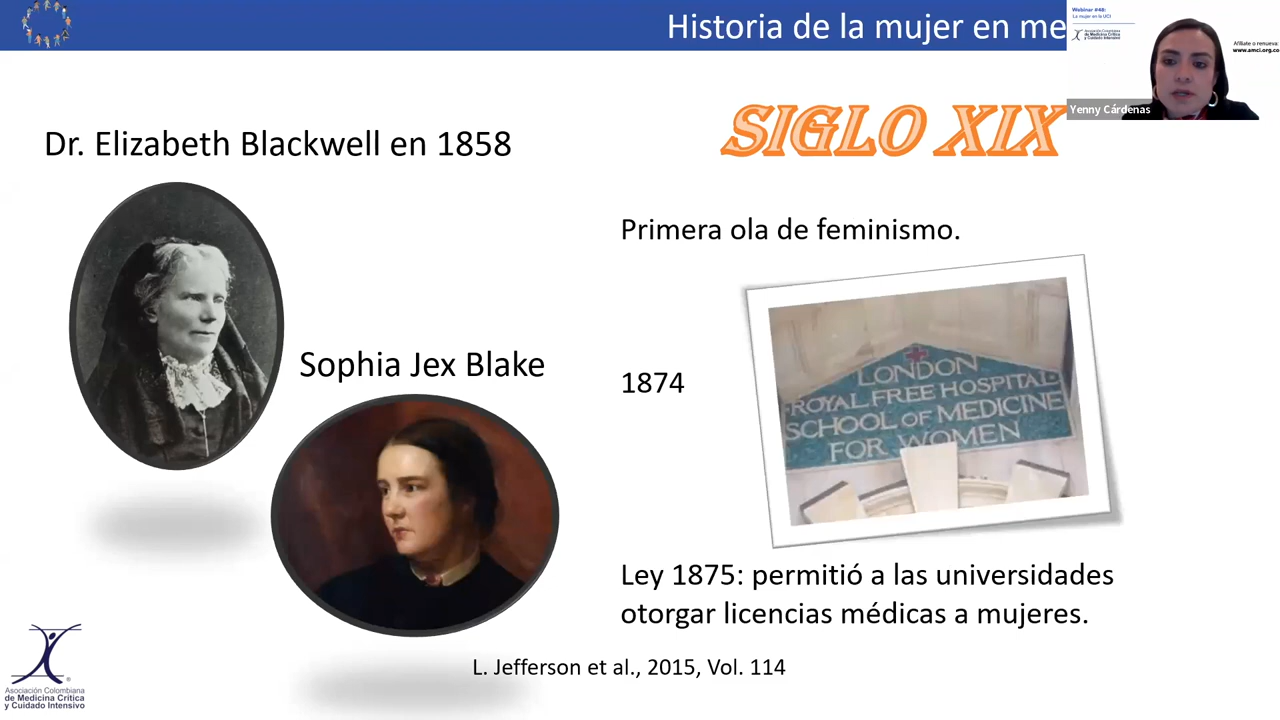 Historia de la mujer en me
Webinar #48:
La mujer en la UCI
Asociación Colombiana
de Medicina Crítica
y Cuidado Intensivo
Afíliate o renueva:
www.amci.org.co
Yenny Cárdenas
Dr. Elizabeth Blackwell en 1858
SIGLO XIX
Primera ola de feminismo.
Sophia Jex Blake
1874
LONDON
ROYAL FREE HOSPITAL
SCHOOL OF MEDICINE
FOR WOMEN
Ley 1875: permitió a las universidades
otorgar licencias médicas a mujeres.
L. Jefferson et al., 2015, Vol. 114
Asociación Colombiana
de Medicina Crítica
y Cuidado Intensivo